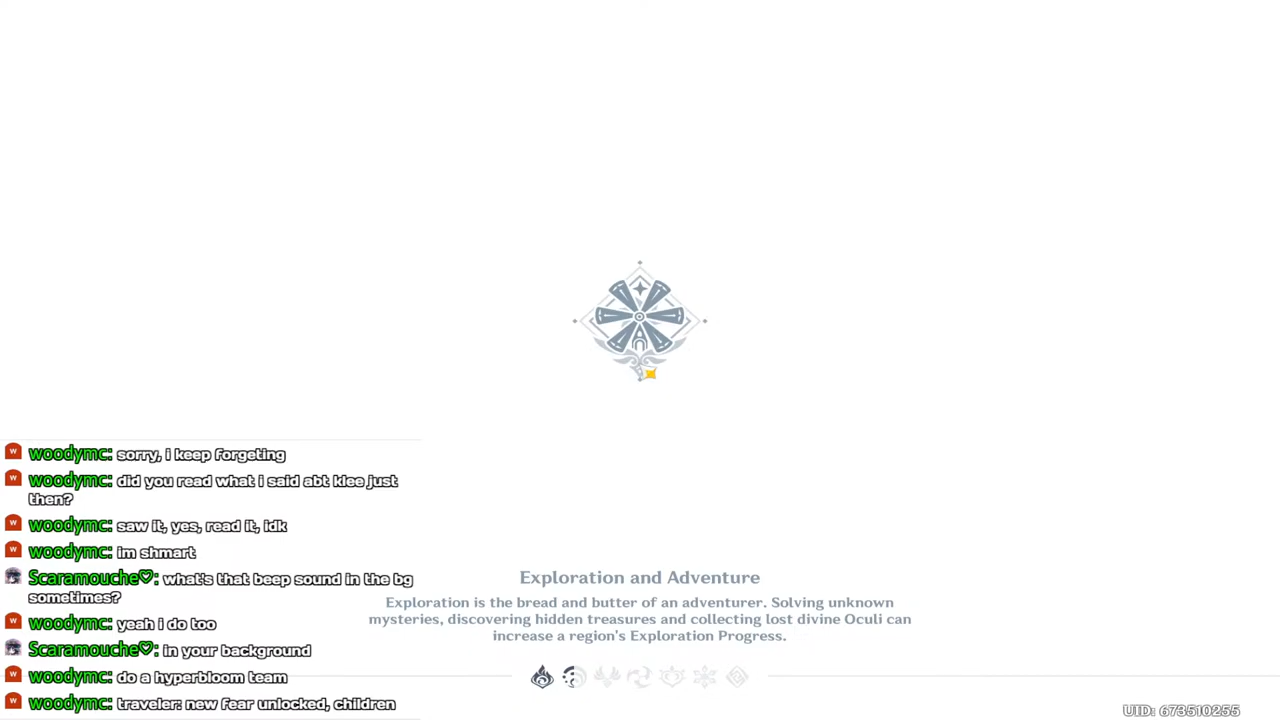 woodymc: sorry, i keep forgeting
woodymc: did you read what i said abt klee just
then?
woodymc: saw it, yes, read it, idk
woodymc: im shmart
Scaramouche♡: what's that beep sound in the bg
sometimes?
woodymc: yeah i do too
Scaramouche♡: in your background
woodymc: do a hyperbloom team
woodymc: traveler: new fear unlocked, children
Exploration and Adventure
Exploration is the bread and butter of an adventurer. Solving unknown
mysteries, discovering hidden treasures and collecting lost divine Oculi can
increase a region's Exploration Progress.
UID: 673510255